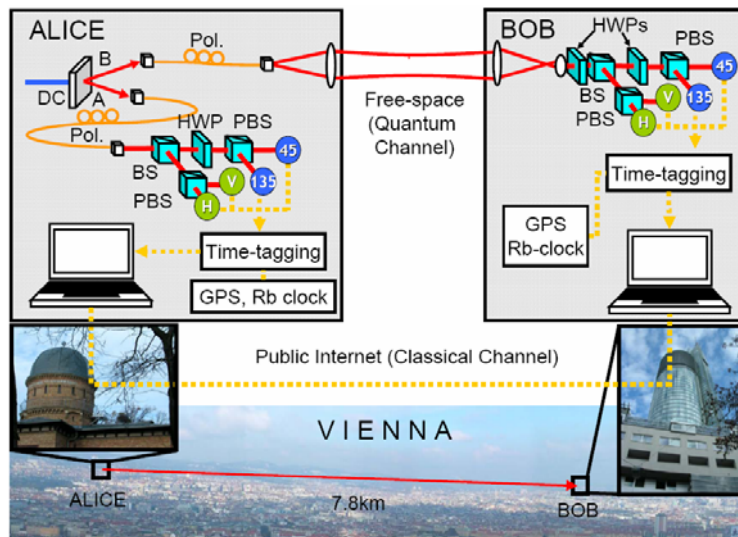 ALICE
B
Pol.
DC
A
Pol.
HWP PBS
45
BS
V
135
PBS
H
Time-tagging
GPS, Rb clock
Free-space
(Quantum
Channel)
BOB
HWPs
PBS
45
BS
V
135
PBS
H
Time-tagging
GPS
Rb-clock
Public Internet (Classical Channel)
VIENNA
ALICE
7.8km
BOB